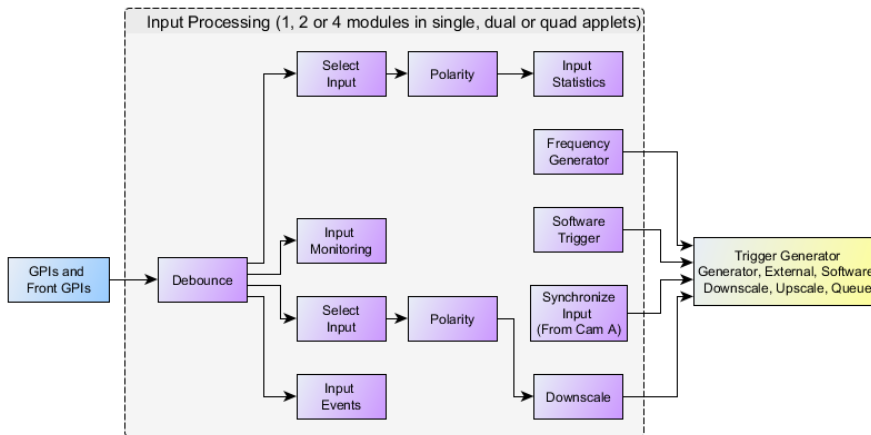 Input Processing (1, 2 or 4 modules in single, dual or quad applets)
Select
Input
Polarity
Input
Statistics
Frequency
Generator
Input
Monitoring
Software
Trigger
GPIs and
Front GPIs
Debounce
Trigger Generator
Generator, External, Software
Downscale, Upscale, Queue
Select
Input
Polarity
Synchronize
Input
(From Cam A)
Input
Events
Downscale